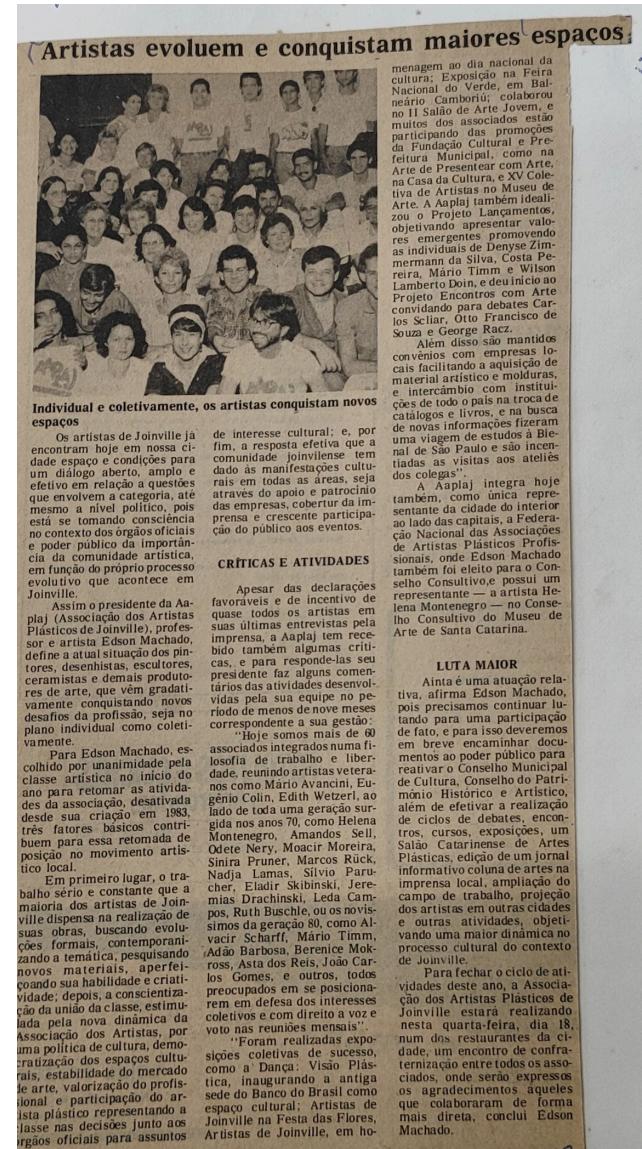 Artistas evoluem e conquistam maiores espaços
Individual e coletivamente, os artistas conquistam novos
espaços
Os artistas de Joinville já
encontram hoje em nossa ci-
dade espaço e condições para
um diálogo aberto, amplo e
efetivo em relação a questões
que envolvem a categoria, até
mesmo a nível político, pois
está se tomando consciência
no contexto dos órgãos oficiais
e poder público da importân-
cia da comunidade artística,
em função do próprio processo
evolutivo que acontece em
Joinville.
Assim o presidente da Aa-
plaj (Associação dos Artistas
Plásticos de Joinville), profes-
sor e artista Edson Machado,
define a atual situação dos pin-
tores, desenhistas, escultores,
ceramistas e demais produto-
res de arte, que vêm gradati-
vamente conquistando novos
desafios da profissão, seja no
plano individual como coleti-
vamente.
Para Edson Machado, es-
colhido por unanimidade pela
classe artística no início do
ano para retomar as ativida-
des da associação, desativada
desde sua criação em 1983,
três fatores básicos contri-
buem para essa retomada de
posição no movimento artís-
tico local.
Em primeiro lugar, o tra-
balho sério e constante que a
maioria dos artistas de Join-
ville dispensa na realização de
suas obras, buscando evolu-
ções formais, contemporani-
zando a temática, pesquisando
novos materiais, aperfei-
çoando sua habilidade e criati-
vidade; depois, a conscientiza-
ção da união da classe, estimu-
lada pela nova dinâmica da
Associação dos Artistas, por
uma política de cultura, demo-
cratização dos espaços cultu-
rais, estabilidade do mercado
de arte, valorização do profis-
sional e participação do ar-
tista plástico representando a
classe nas decisões junto aos
órgãos oficiais para assuntos
de interesse cultural; e, por
fim, a resposta efetiva que a
comunidade joinvilense tem
dado às manifestações cultu-
rais em todas as áreas, seja
através do apoio e patrocínio
das empresas, cobertura da im-
prensa e crescente participa-
ção do público aos eventos.
CRÍTICAS E ATIVIDADES
Apesar das declarações
favoráveis e de incentivo de
quase todos os artistas em
suas últimas entrevistas pela
imprensa, a Aaplaj tem rece-
bido também algumas críti-
cas, e para responde-las seu
presidente faz alguns comen-
tários das atividades desenvol-
vidas pela sua equipe no pe-
ríodo de menos de nove meses
correspondente a sua gestão:
"Hoje somos mais de 60
associados integrados numa fi-
losofia de trabalho e liber-
dade, reunindo artistas vetera-
nos como Mário Avancini, Eu-
gênio Colin, Edith Wetzerl, ao
lado de toda uma geração sur-
gida nos anos 70, como Helena
Montenegro, Amandos Sell,
Odete Nery, Moacir Moreira,
Sinira Pruner, Marcos Rück,
Nadja Lamas, Sílvio Paru-
cher, Eladir Skibinski, Jere-
mias Drachinski, Leda Cam-
pos, Ruth Buschle, ou os novís-
simos da geração 80, como Al-
vacir Scharff, Mário Timm,
Adão Barbosa, Berenice Mok-
ross, Asta dos Reis, João Car-
los Gomes, e outros, todos
preocupados em se posiciona-
rem em defesa dos interesses
coletivos e com direito a voz e
voto nas reuniões mensais".
"Foram realizadas expo-
sições coletivas de sucesso,
como a Dança: Visão Plás-
tica, inaugurando a antiga
sede do Banco do Brasil como
espaço cultural; Artistas de
Joinville na Festa das Flores,
Artistas de Joinville, em ho-
menagem ao dia nacional da
cultura; Exposição na Feira
Nacional do Verde, em Bal-
neário Camboriú; colaborou
no II Salão de Arte Jovem, e
muitos dos associados estão
participando das promoções
da Fundação Cultural e Pre-
feitura Municipal, como na
Arte de Presentear com Arte,
na Casa da Cultura, e XV Cole-
tiva de Artistas no Museu de
Arte. A Aaplaj também ideali-
zou o Projeto Lançamentos,
objetivando apresentar valo-
res emergentes promovendo
as individuais de Denyse Zim-
mermann da Silva, Costa Pe-
reira, Mário Timm e Wilson
Lamberto Doin, e deu início ao
Projeto Encontros com Arte
convidando para debates Car-
los Scliar, Otto Francisco de
Souza e George Racz.
Além disso são mantidos
convênios com empresas lo-
cais facilitando a aquisição de
material artístico e molduras,
e intercâmbio com institui-
ções de todo o país na troca de
catálogos e livros, e na busca
de novas informações fizeram
uma viagem de estudos à Bie-
nal de São Paulo e são incen-
tiadas as visitas aos ateliês
dos colegas".
A Aaplaj integra hoje
também, como única repre-
sentante da cidade do interior
ao lado das capitais, a Federa-
ção Nacional das Associações
de Artistas Plásticos Profis-
sionais, onde Edson Machado
também foi eleito para o Con-
selho Consultivo,e possui um
representante — a artista He-
lena Montenegro — no Conse-
lho Consultivo do Museu de
Arte de Santa Catarina.
LUTA MAIOR
Ainta é uma atuação rela-
tiva, afirma Edson Machado,
pois precisamos continuar lu-
tando para uma participação
de fato, e para isso deveremos
em breve encaminhar docu-
mentos ao poder público para
reativar o Conselho Municipal
de Cultura, Conselho do Patri-
mônio Histórico e Artístico,
além de efetivar a realização
de ciclos de debates, encon-
tros, cursos, exposições, um
Salão Catarinense de Artes
Plásticas, edição de um jornal
informativo coluna de artes na
imprensa local, ampliação do
campo de trabalho, projeção
dos artistas em outras cidades
e outras atividades, objeti-
vando uma maior dinâmica no
processo cultural do contexto
de Joinville.
Para fechar o ciclo de ati-
vidades deste ano, a Associa-
ção dos Artistas Plásticos de
Joinville estará realizando
nesta quarta-feira, dia 18,
num dos restaurantes da ci-
dade, um encontro de confra-
ternização entre todos os asso-
ciados, onde serão expressos
os agradecimentos aqueles
que colaboraram de forma
mais direta, conclui Edson
Machado.